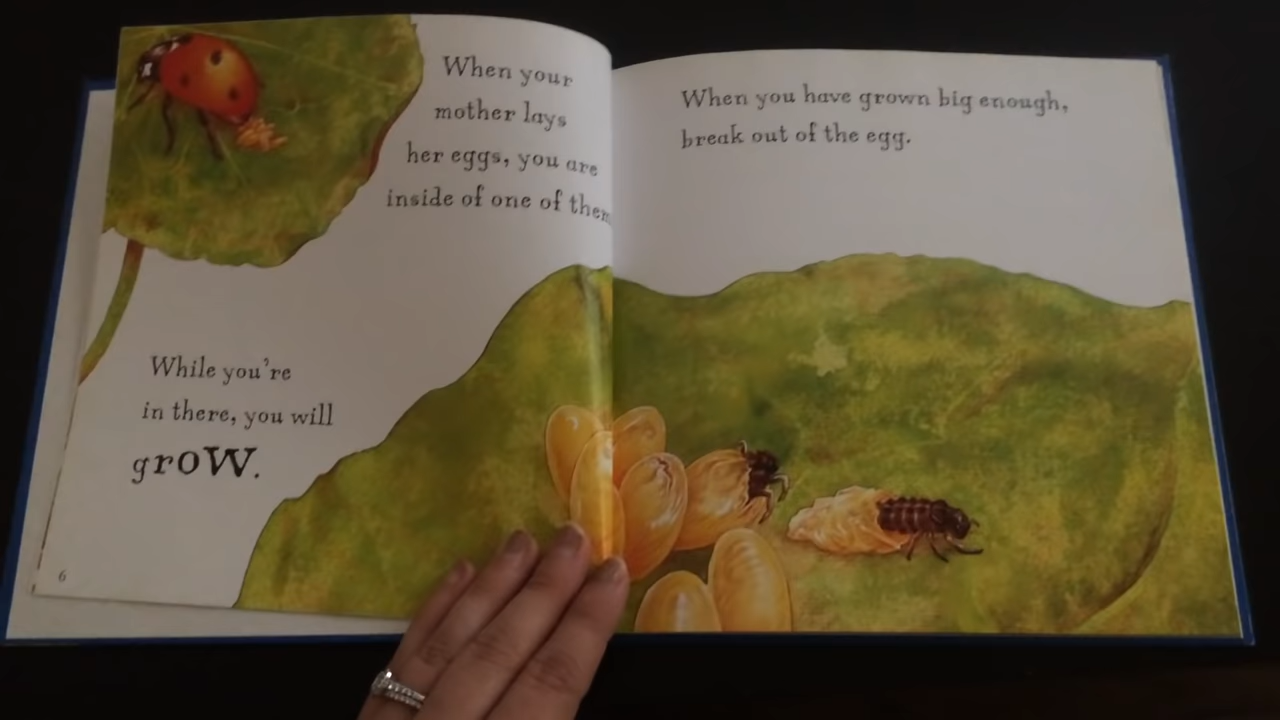 When your
mother lays
her eggs, you are
inside of one of them
While you're
in there, you will
grow.
6
When you have grown big enough,
break out of the egg.